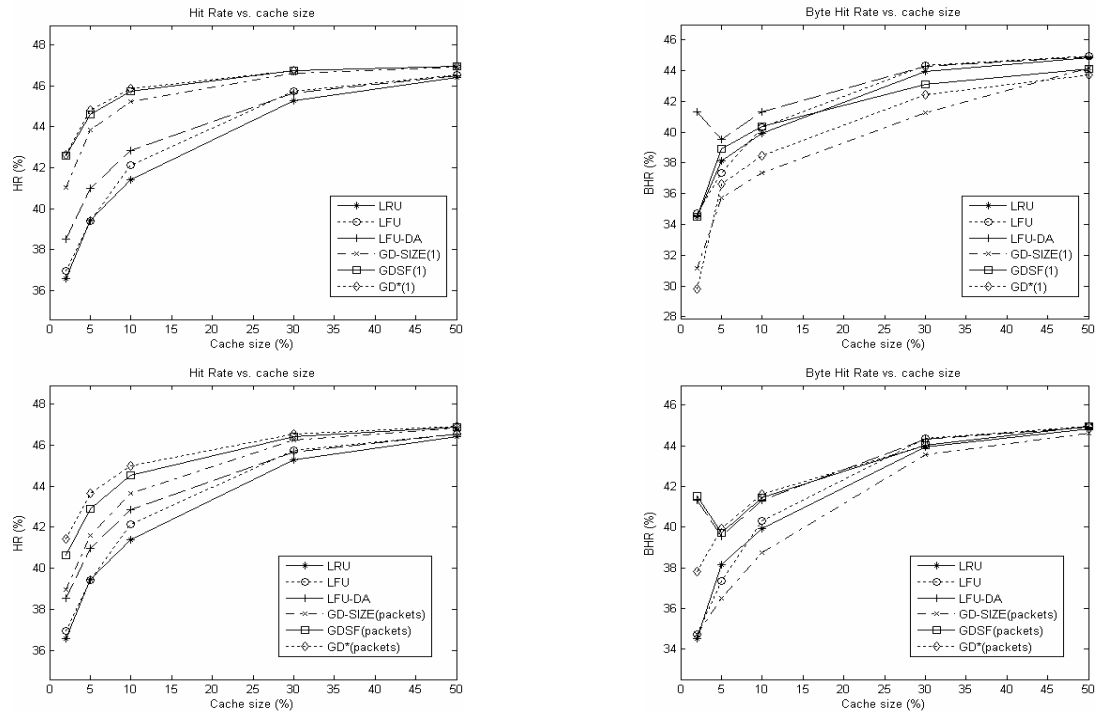 Hit Rate vs. cache size
48
46
44
42
40
38
36
HR (%)
LRU
LFU
LFU-DA
GD-SIZE(1)
GDSF(1)
GD*(1)
0 5 10 15 20 25 30 35 40 45 50
Cache size (%)
Byte Hit Rate vs. cache size
46
44
42
40
38
36
34
32
30
28
BHR (%)
LRU
LFU
LFU-DA
GD-SIZE(1)
GDSF(1)
GD*(1)
0 5 10 15 20 25 30 35 40 45 50
Cache size (%)
Hit Rate vs. cache size
48
46
44
42
40
38
36
HR (%)
LRU
LFU
LFU-DA
GD-SIZE(packets)
GDSF(packets)
GD*(packets)
0 5 10 15 20 25 30 35 40 45 50
Cache size (%)
Byte Hit Rate vs. cache size
46
44
42
40
38
36
34
BHR (%)
LRU
LFU
LFU-DA
GD-SIZE(packets)
GDSF(packets)
GD*(packets)
0 5 10 15 20 25 30 35 40 45 50
Cache size (%)